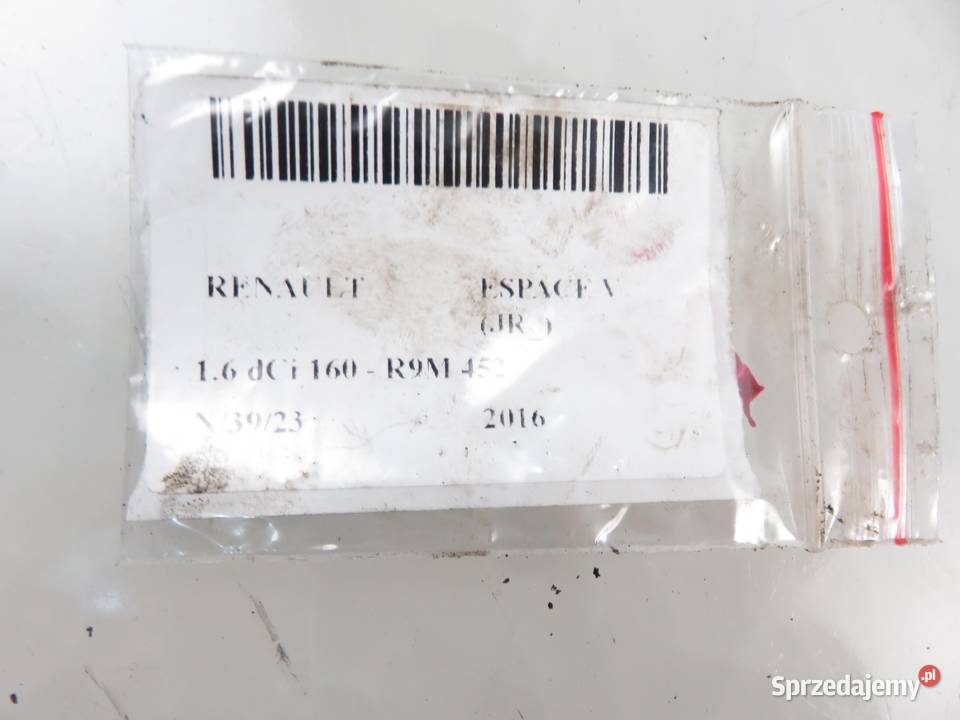 RENAULT ESPACE V
(JR_)
1.6 dCi 160 - R9M 452
N/39/23 2016
Sprzedajemy.pl